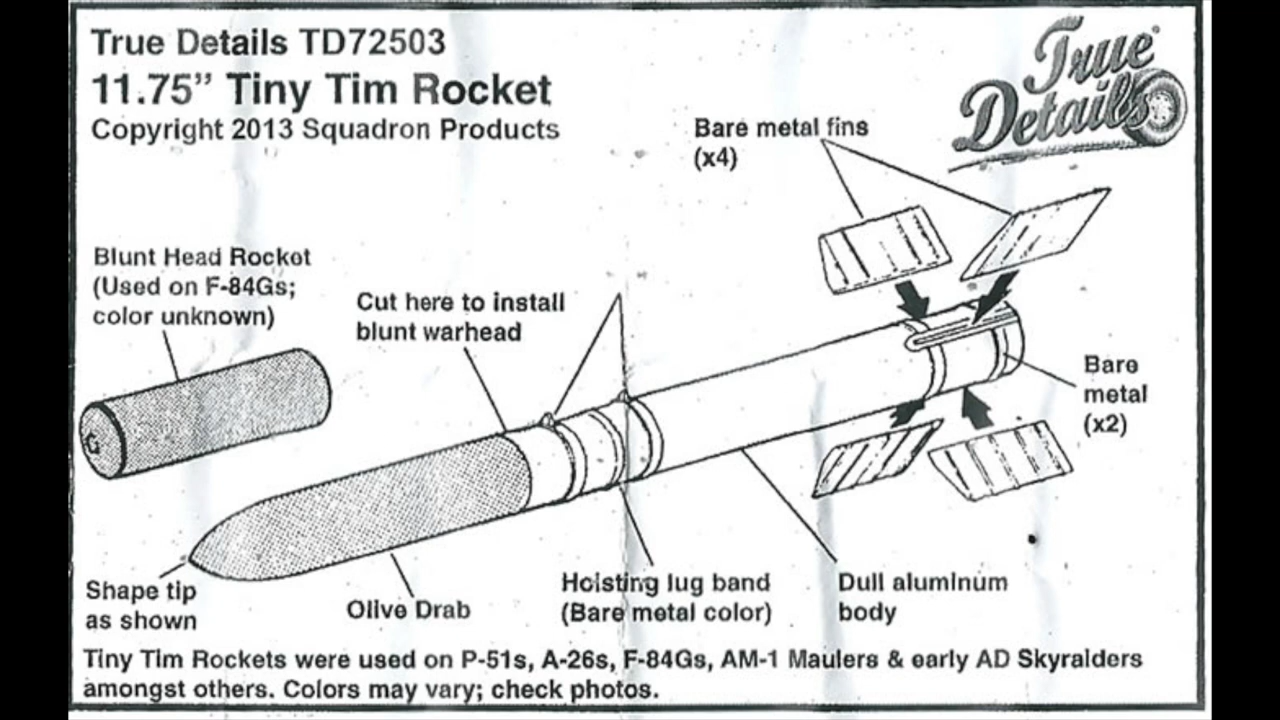 True Details TD72503
11.75” Tiny Tim Rocket
Copyright 2013 Squadron Products
True
Details
Bare metal fins
(x4)
Blunt Head Rocket
(Used on F-84Gs;
color unknown)
Cut here to install
blunt warhead
Bare
metal
(x2)
G
Shape tip
as shown
Olive Drab
Hoisting lug band
(Bare metal color)
Dull aluminum
body
Tiny Tim Rockets were used on P-51s, A-26s, F-84Gs, AM-1 Maulers & early AD Skyraiders
amongst others. Colors may vary; check photos.